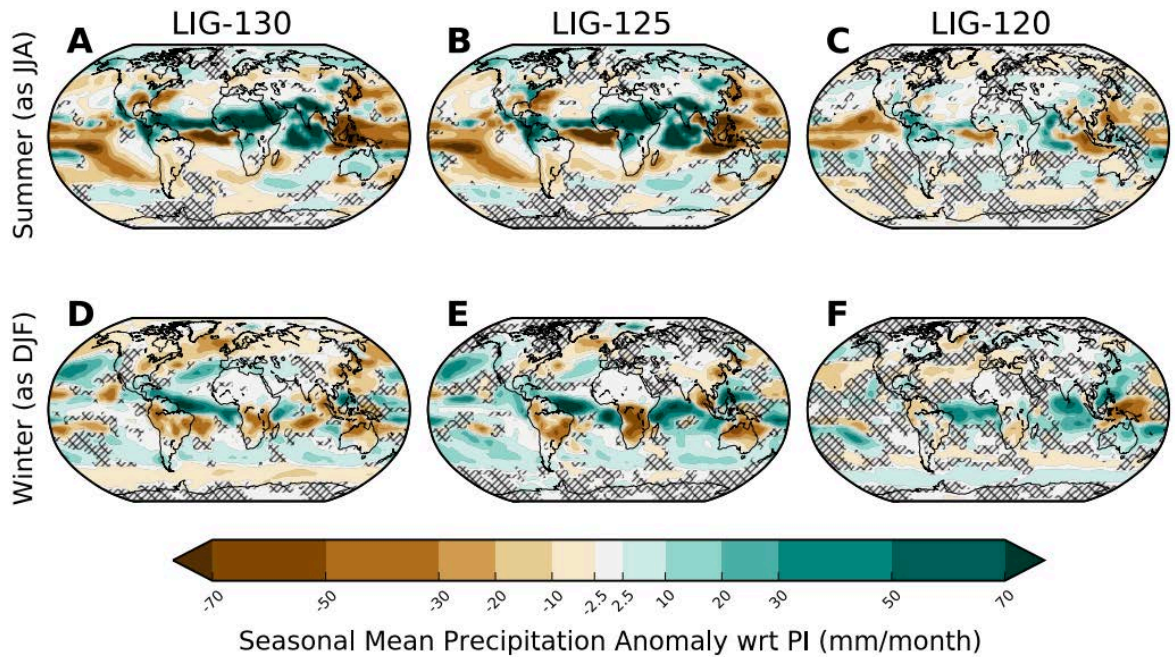 LIG-130 LIG-125 LIG-120
Summer (as JJA)
A B C
Winter (as DJF)
D E F
-70 -50 -30 -20 -10 -2.5 2.5 10 20 30 50 70
Seasonal Mean Precipitation Anomaly wrt PI (mm/month)